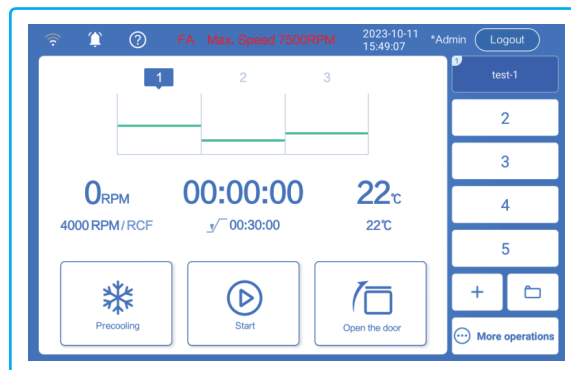 FA Max. Speed 7500RPM
2023-10-11
15:49:07
*Admin
Logout
1
2
3
1
test-1
2
3
4
5
0RPM
00:00:00
22℃
4000 RPM/RCF
00:30:00
22℃
Precooling
Start
Open the door
+
More operations